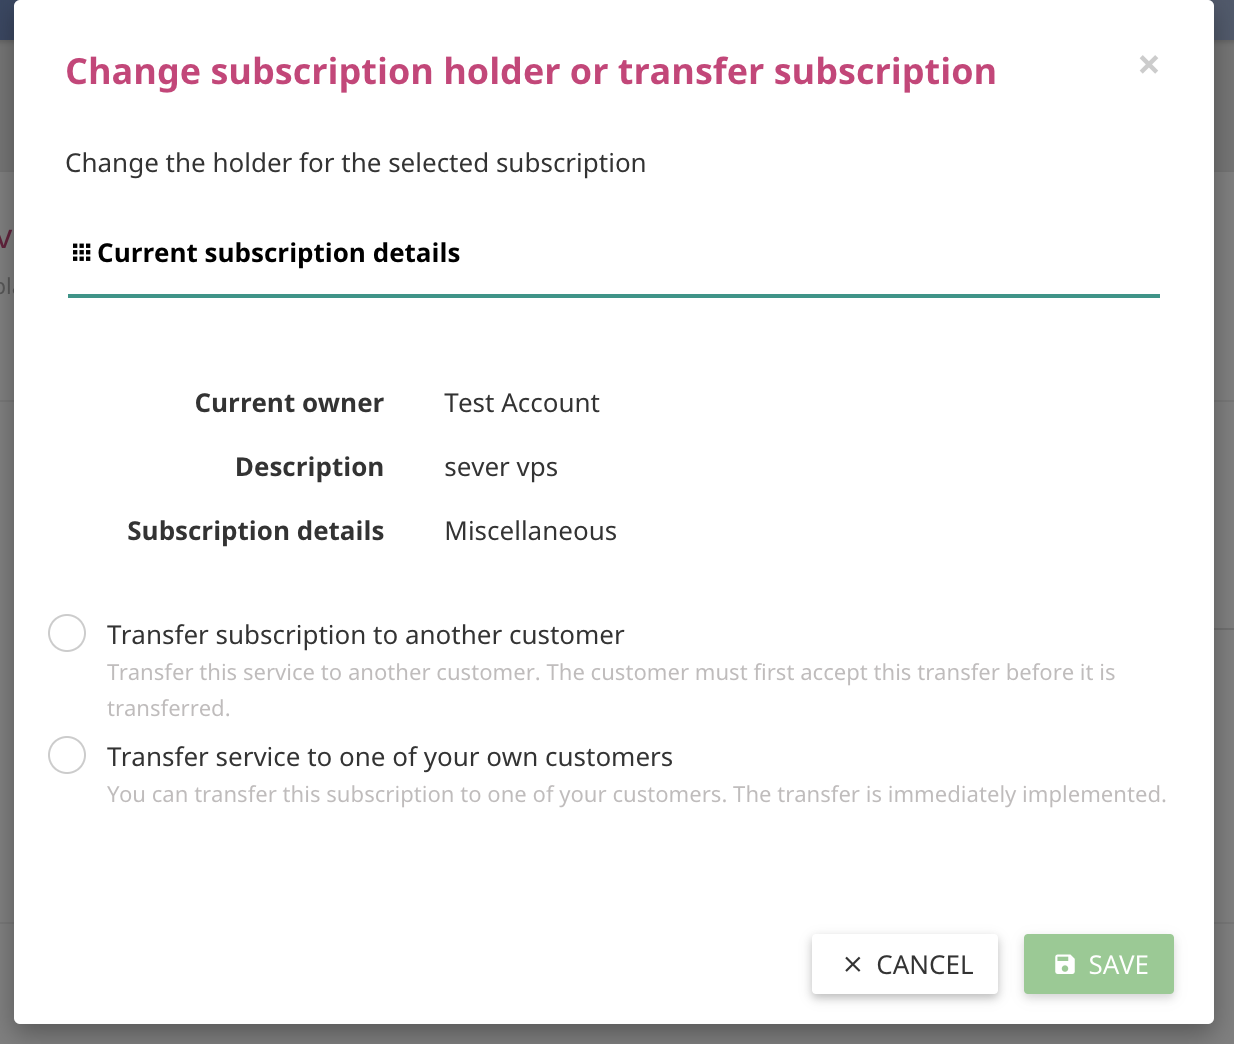 Change subscription holder or transfer subscription
Change the holder for the selected subscription
Current subscription details
Current owner Test Account
Description sever vps
Subscription details Miscellaneous
Transfer subscription to another customer
Transfer this service to another customer. The customer must first accept this transfer before it is
transferred.
Transfer service to one of your own customers
You can transfer this subscription to one of your customers. The transfer is immediately implemented.
CANCEL SAVE